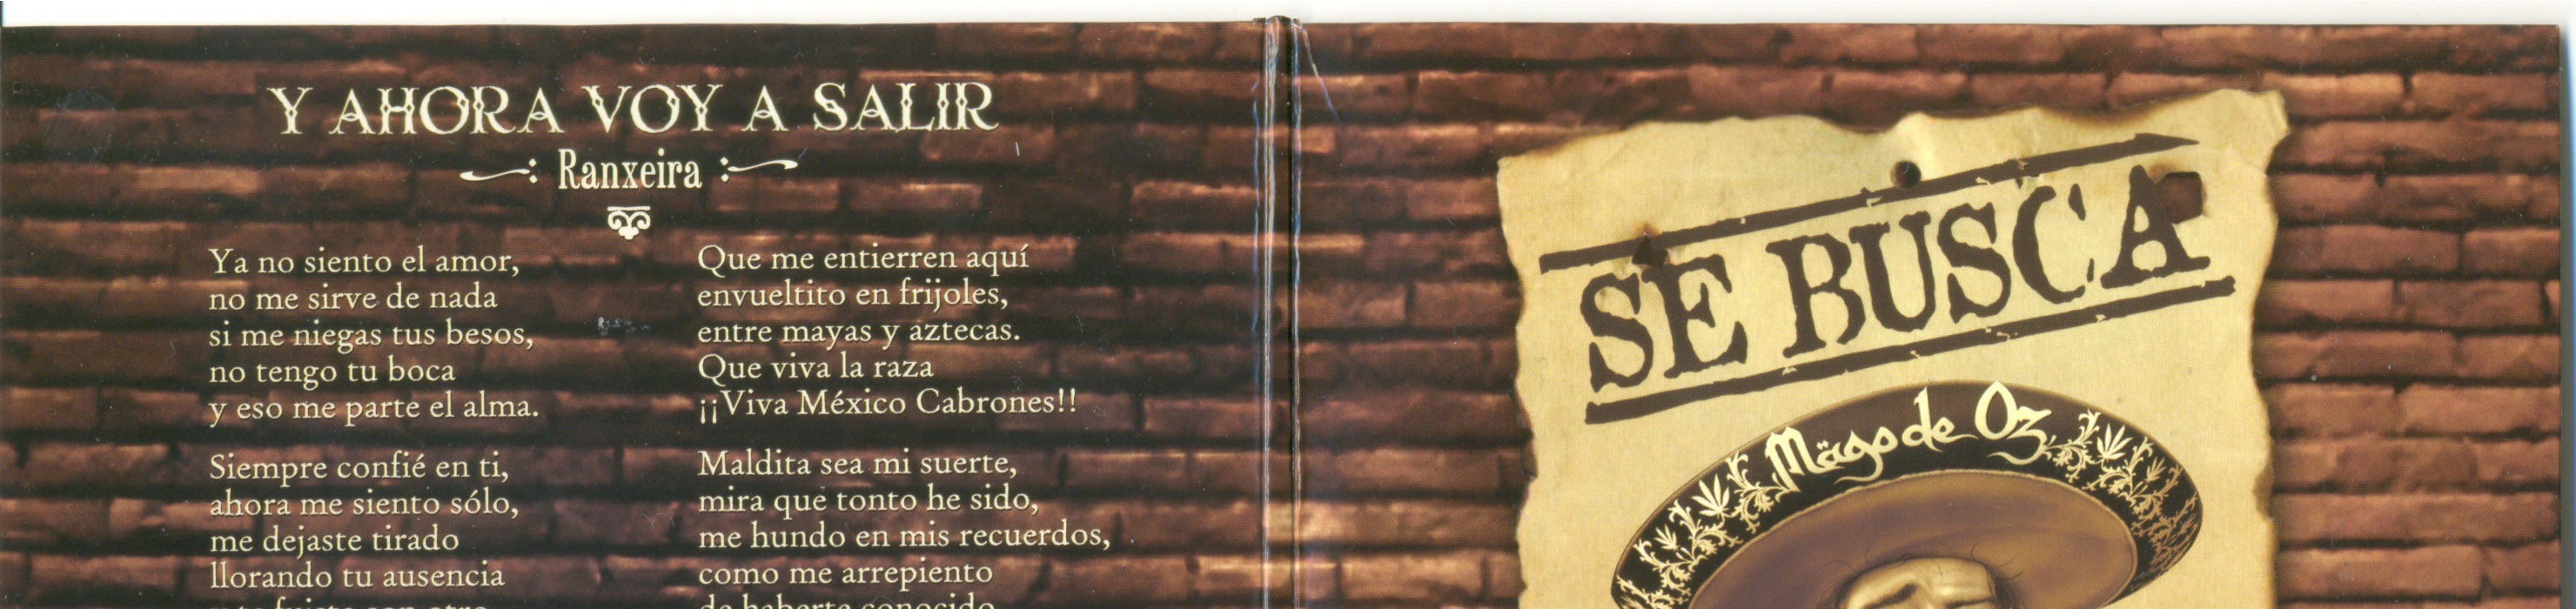 Y AHORA VOY A SALIR
Ranxeira
Ya no siento el amor,
no me sirve de nada
si me niegas tus besos,
no tengo tu boca
y eso me parte el alma.
Siempre confié en ti,
ahora me siento sólo,
me dejaste tirado
llorando tu ausencia
Que me entierren aquí
envueltito en frijoles,
entre mayas y aztecas.
Que viva la raza
¡¡Viva México Cabrones!!
Maldita sea mi suerte,
mira que tonto he sido,
me hundo en mis recuerdos,
como me arrepiento
de haberte conocido
SE BUSCA
Mägo de Oz